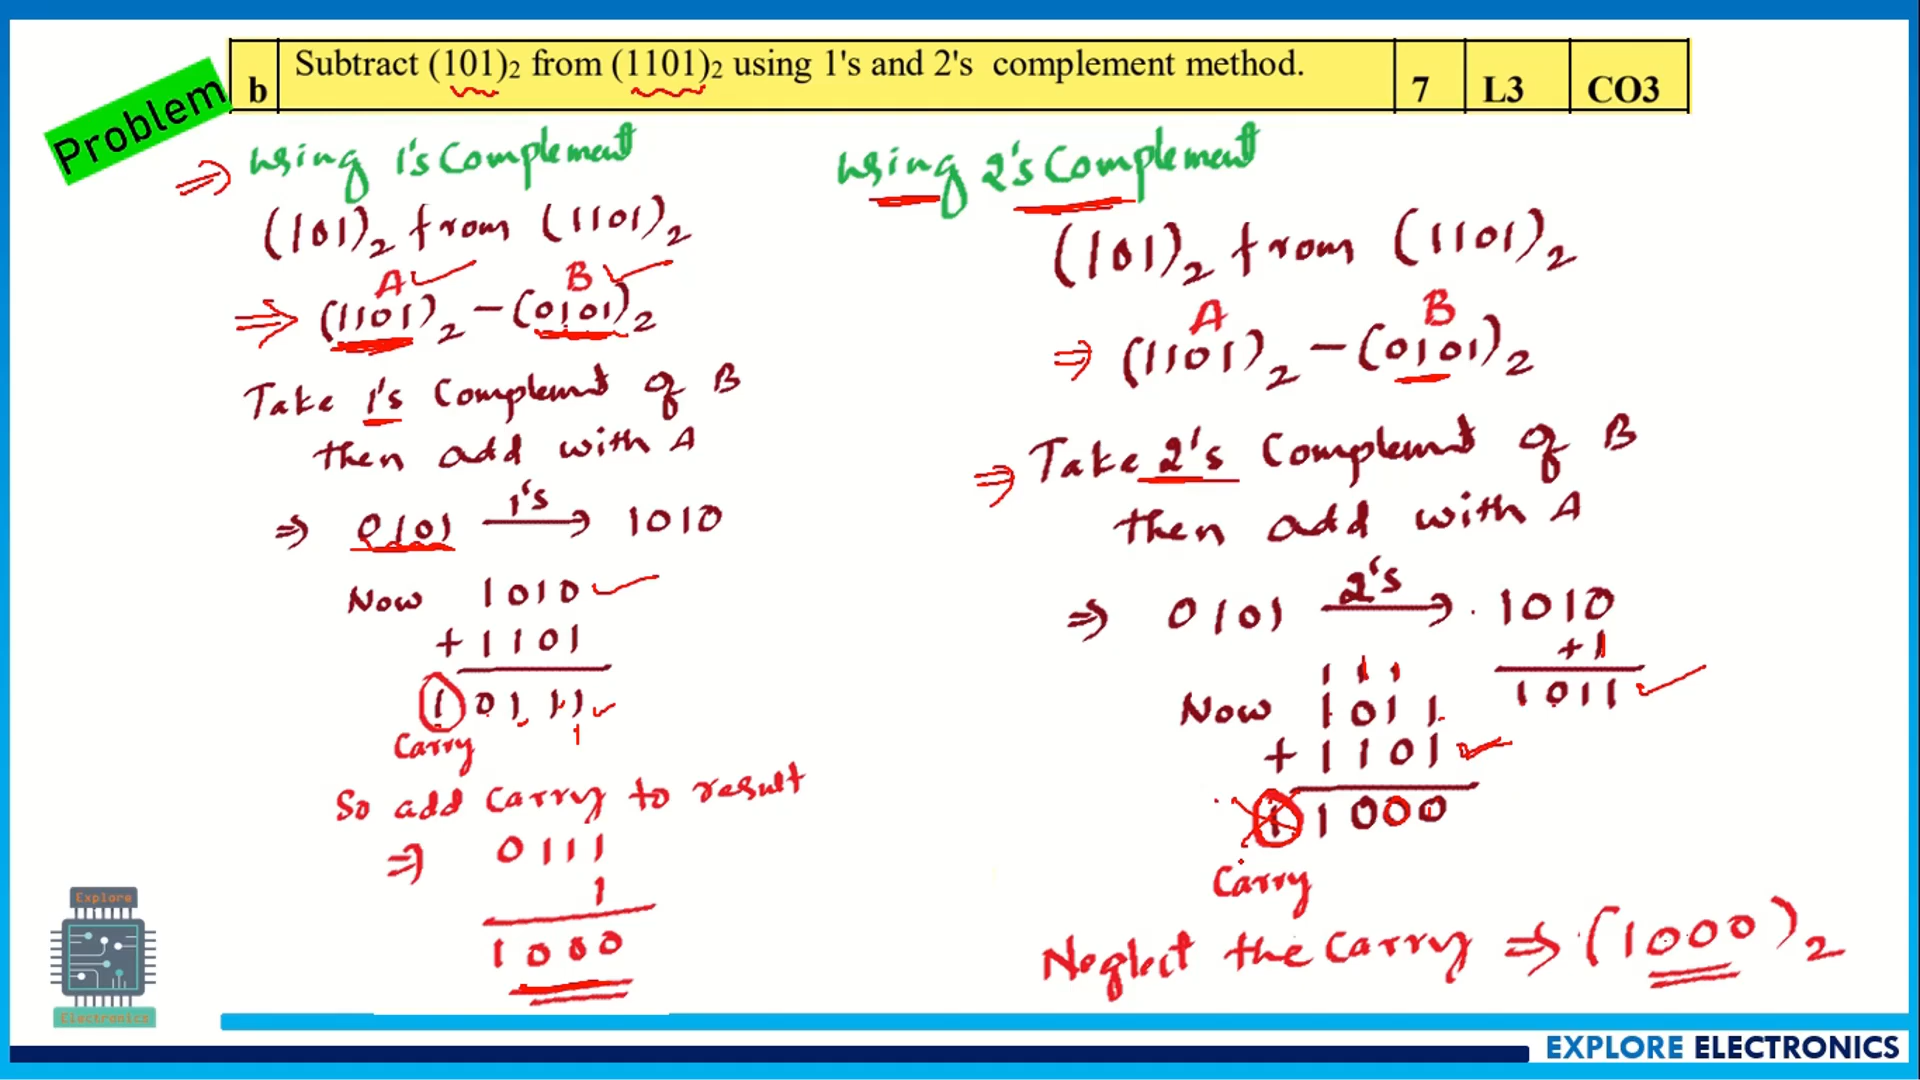 Problem
b Subtract (101)2 from (1101)2 using 1's and 2's complement method. 7 L3 CO3
⇒ using 1's Complement
(101)2 from (1101)2
A B
⇒ (1101)2 - (0101)2
Take 1's Complement of B
then add with A
⇒ 0101 1's → 1010
Now 1010
+ 1101
1 0111
1
Carry
So add carry to result
⇒ 0111
1
1000
using 2's Complement
(101)2 from (1101)2
A B
⇒ (1101)2 - (0101)2
⇒ Take 2's Complement of B
then add with A
⇒ 0101 2's → 1010
+1
1011
1 1 1
Now 1011
+ 1101
1 1000
Carry
Neglect the carry ⇒ (1000)2
Explore
Electronics
EXPLORE ELECTRONICS